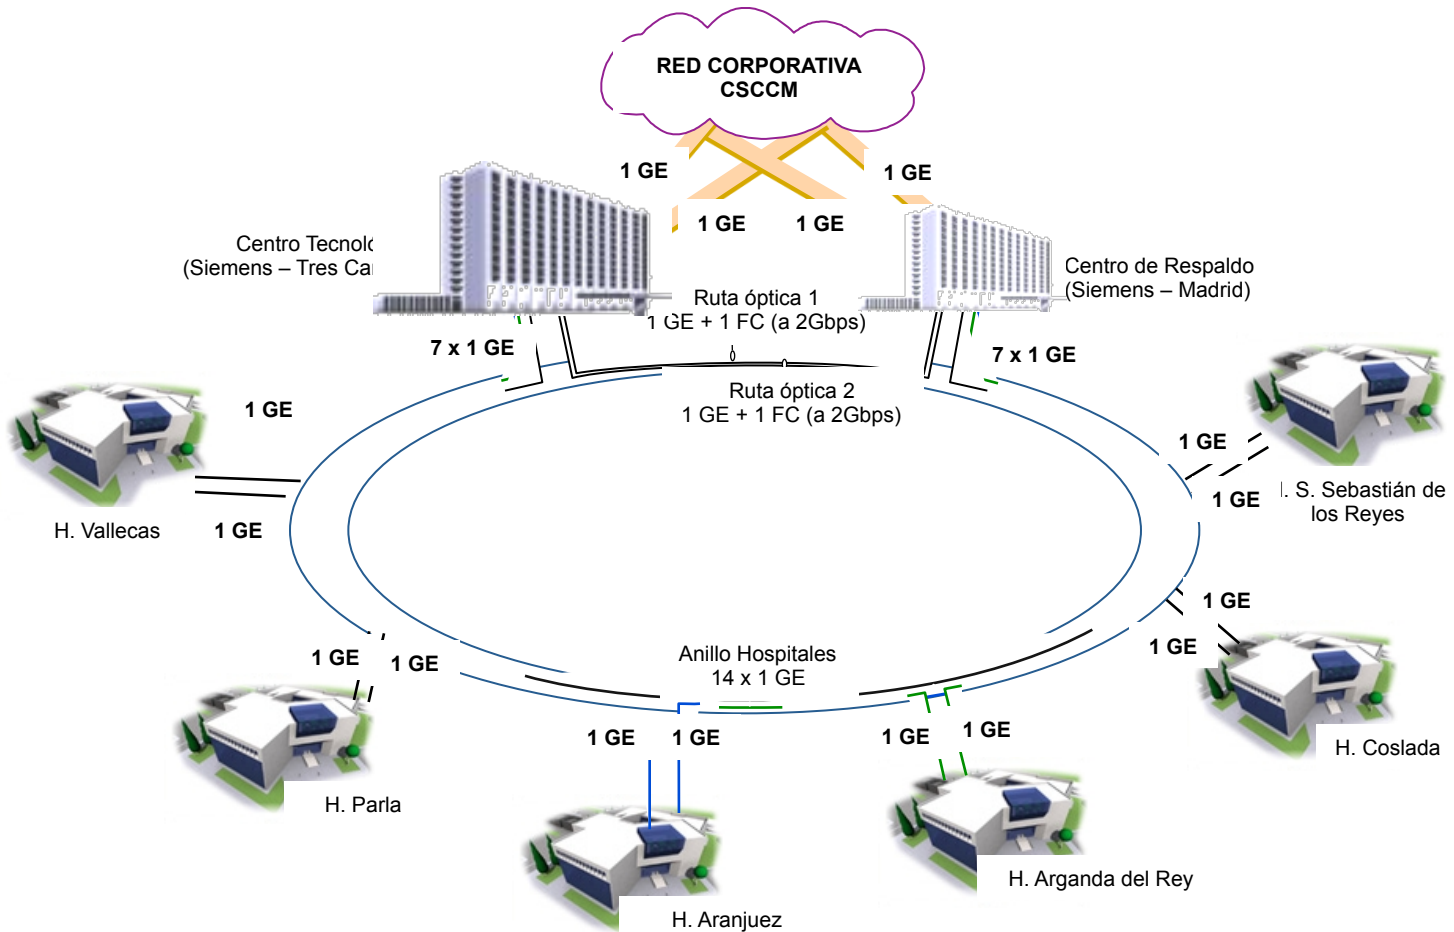 RED CORPORATIVA
CSCCM
1 GE
1 GE
1 GE
1 GE
Centro
(Siemens – Tres
Centro de Respaldo
(Siemens – Madrid)
Ruta óptica 1
1 GE + 1 FC (a 2Gbps)
7 x 1 GE
7 x 1 GE
Ruta óptica 2
1 GE + 1 FC (a 2Gbps)
1 GE
1 GE
H. Vallecas
1 GE
1 GE
S. Sebastián de
los Reyes
1 GE
1 GE
H. Coslada
1 GE
1 GE
H. Parla
Anillo Hospitales
14 x 1 GE
1 GE
1 GE
H. Aranjuez
1 GE
1 GE
H. Arganda del Rey